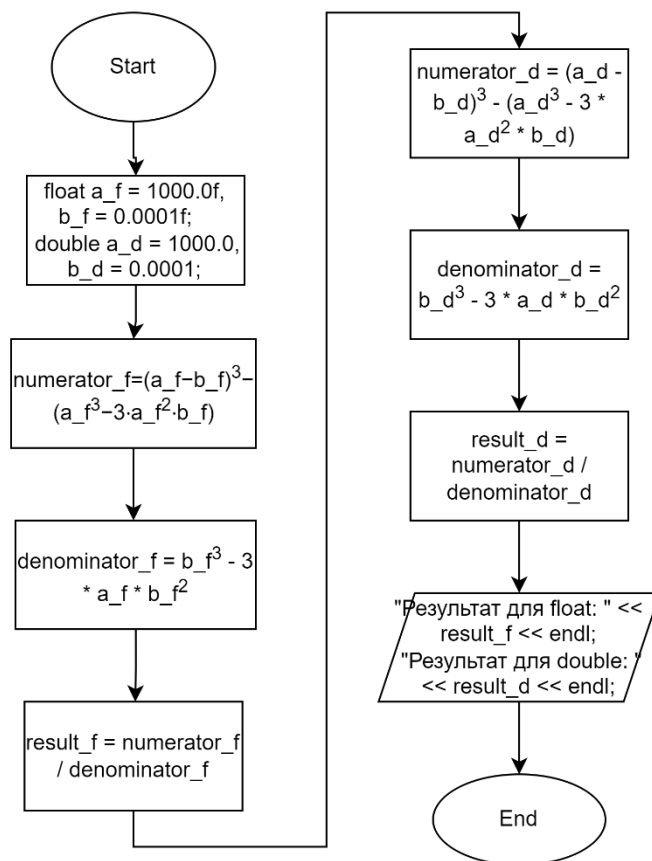 Start
float a_f = 1000.0f,
b_f = 0.0001f;
double a_d = 1000.0,
b_d = 0.0001;
numerator_f=(a_f−b_f)³−
(a_f³−3·a_f²·b_f)
denominator_f = b_f³ - 3
* a_f * b_f²
result_f = numerator_f
/ denominator_f
numerator_d = (a_d -
b_d)³ - (a_d³ - 3 *
a_d² * b_d)
denominator_d =
b_d³ - 3 * a_d * b_d²
result_d =
numerator_d /
denominator_d
"Результат для float: " <<
result_f << endl;
"Результат для double: "
<< result_d << endl;
End